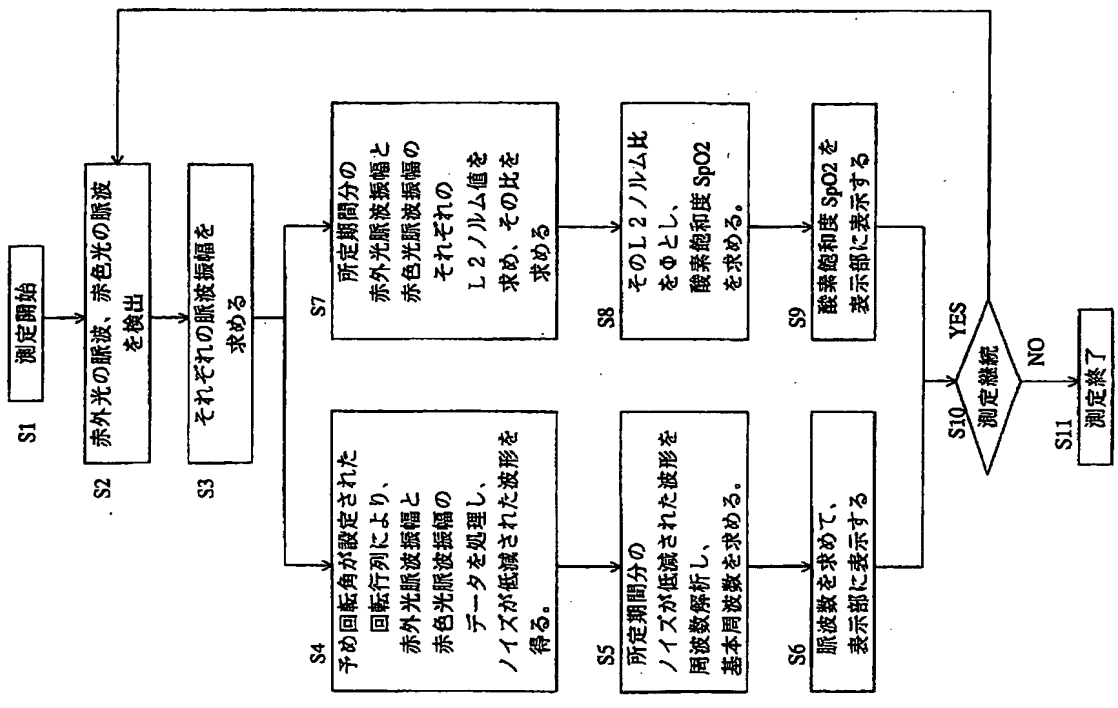 S1
測定開始
S2
赤外光の脈波、赤色光の脈波
を検出
S3
それぞれの脈波振幅を
求める
S4
予め回転角が設定された
回転行列により、
赤外光脈波振幅と
赤色光脈波振幅の
データを処理し、
ノイズが低減された波形を
得る。
S5
所定期間分の
ノイズが低減された波形を
周波数解析し、
基本周波数を求める。
S6
脈波数を求めて、
表示部に表示する
S7
所定期間分の
赤外光脈波振幅と
赤色光脈波振幅の
それぞれの
L2ノルム値を
求め、その比を
求める
S8
そのL2ノルム比
をΦとし、
酸素飽和度 SpO2
を求める。
S9
酸素飽和度 SpO2 を
表示部に表示する
S10
測定継続
YES
NO
S11
測定終了